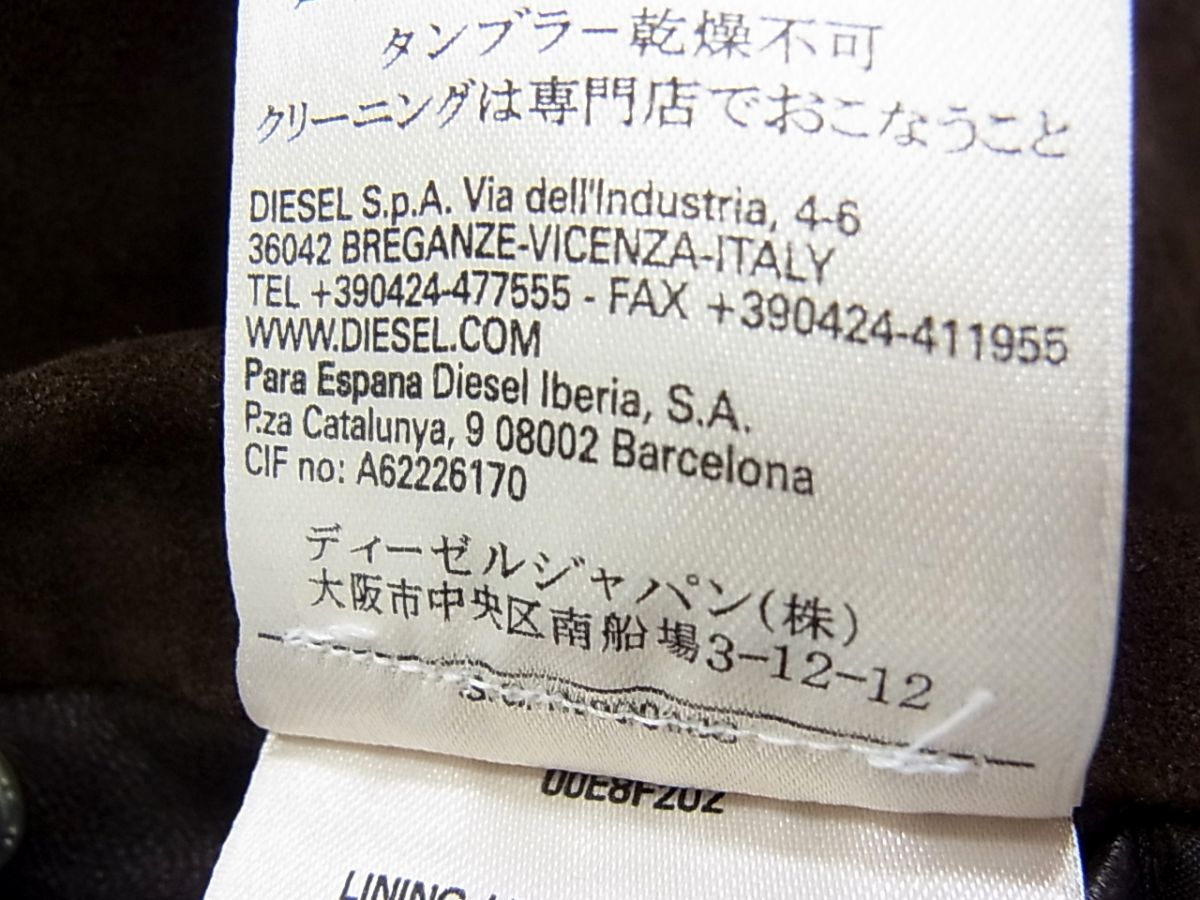 タンブラー乾燥不可
クリーニングは専門店でおこなうこと
DIESEL S.p.A. Via dell'Industria, 4-6
36042 BREGANZE-VICENZA-ITALY
TEL +390424-477555 - FAX +390424-411955
WWW.DIESEL.COM
Para Espana Diesel Iberia, S.A.
P.za Catalunya, 9 08002 Barcelona
CIF no: A62226170
ディーゼルジャパン(株)
大阪市中央区南船場3-12-12
00E8F202
LINING